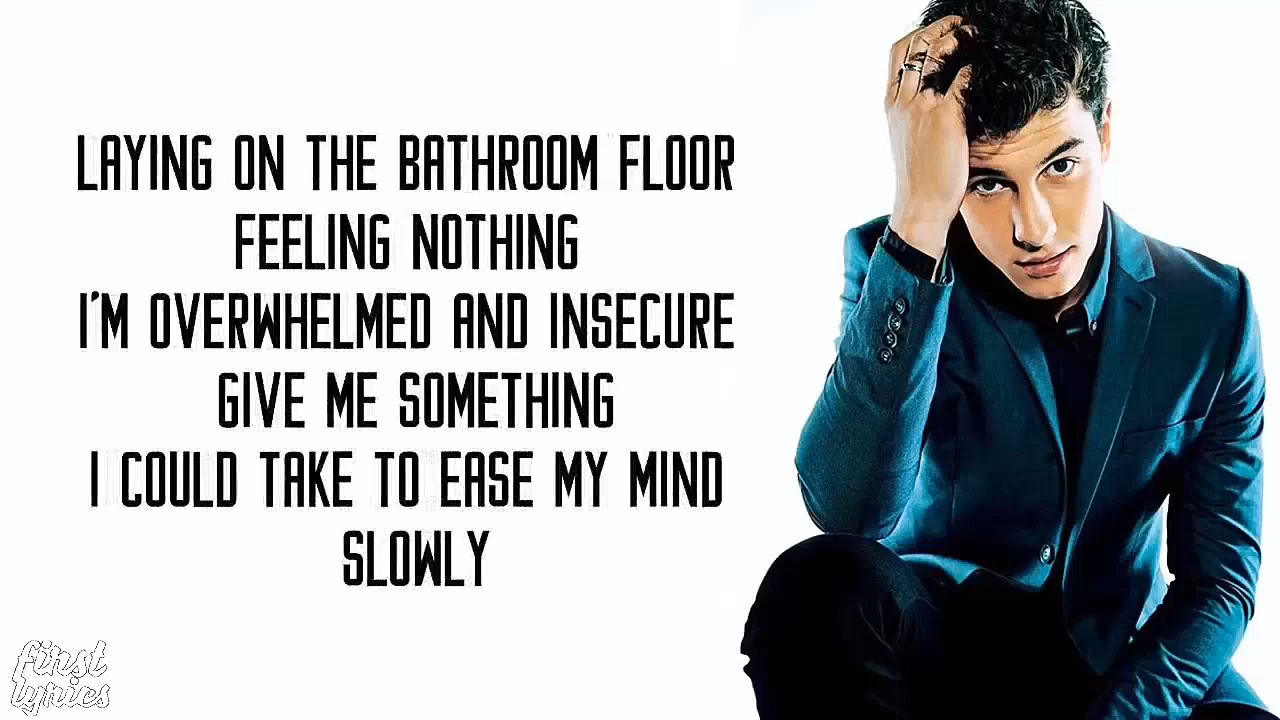 LAYING ON THE BATHROOM FLOOR
FEELING NOTHING
I'M OVERWHELMED AND INSECURE
GIVE ME SOMETHING
I COULD TAKE TO EASE MY MIND
SLOWLY
first
lyrics